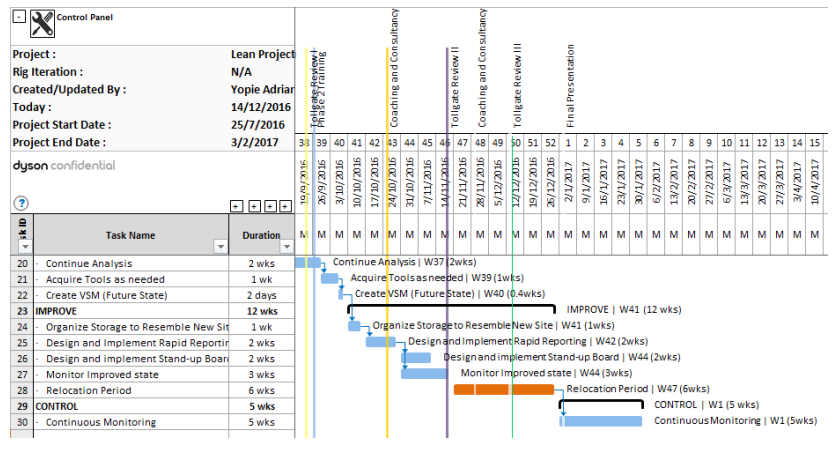 -
Control Panel
Project : Lean Project
Rig Iteration : N/A
Created/Updated By : Yopie Adrian
Today : 14/12/2016
Project Start Date : 25/7/2016
Project End Date : 3/2/2017
dyson confidential
?
+ + + +
Tollgate Review I
Phase 2 Training
Coaching and Consultancy
Tollgate Review II
Coaching and Consultancy
Tollgate Review III
Final Presentation
38 39 40 41 42 43 44 45 46 47 48 49 50 51 52 1 2 3 4 5 6 7 8 9 10 11 12 13 14 15
19/9/2016 26/9/2016 3/10/2016 10/10/2016 17/10/2016 24/10/2016 31/10/2016 7/11/2016 14/11/2016 21/11/2016 28/11/2016 5/12/2016 12/12/2016 19/12/2016 26/12/2016 2/1/2017 9/1/2017 16/1/2017 23/1/2017 30/1/2017 6/2/2017 13/2/2017 20/2/2017 27/2/2017 6/3/2017 13/3/2017 20/3/2017 27/3/2017 3/4/2017 10/4/2017
sk ID Task Name Duration M M M M M M M M M M M M M M M M M M M M M M M M M M M M M M
20 - Continue Analysis 2 wks Continue Analysis | W37 (2wks)
21 - Acquire Tools as needed 1 wk Acquire Tools as needed | W39 (1wks)
22 - Create VSM (Future State) 2 days Create VSM (Future State) | W40 (0.4wks)
23 IMPROVE 12 wks IMPROVE | W41 (12 wks)
24 - Organize Storage to Resemble New Sit 1 wk Organize Storage to Resemble New Site | W41 (1wks)
25 - Design and Implement Rapid Reportir 2 wks Design and Implement Rapid Reporting | W42 (2wks)
26 - Design and implement Stand-up Board 2 wks Design and implement Stand-up Board | W44 (2wks)
27 - Monitor Improved state 3 wks Monitor Improved state | W44 (3wks)
28 - Relocation Period 6 wks Relocation Period | W47 (6wks)
29 CONTROL 5 wks CONTROL | W1 (5 wks)
30 - Continuous Monitoring 5 wks Continuous Monitoring | W1 (5wks)